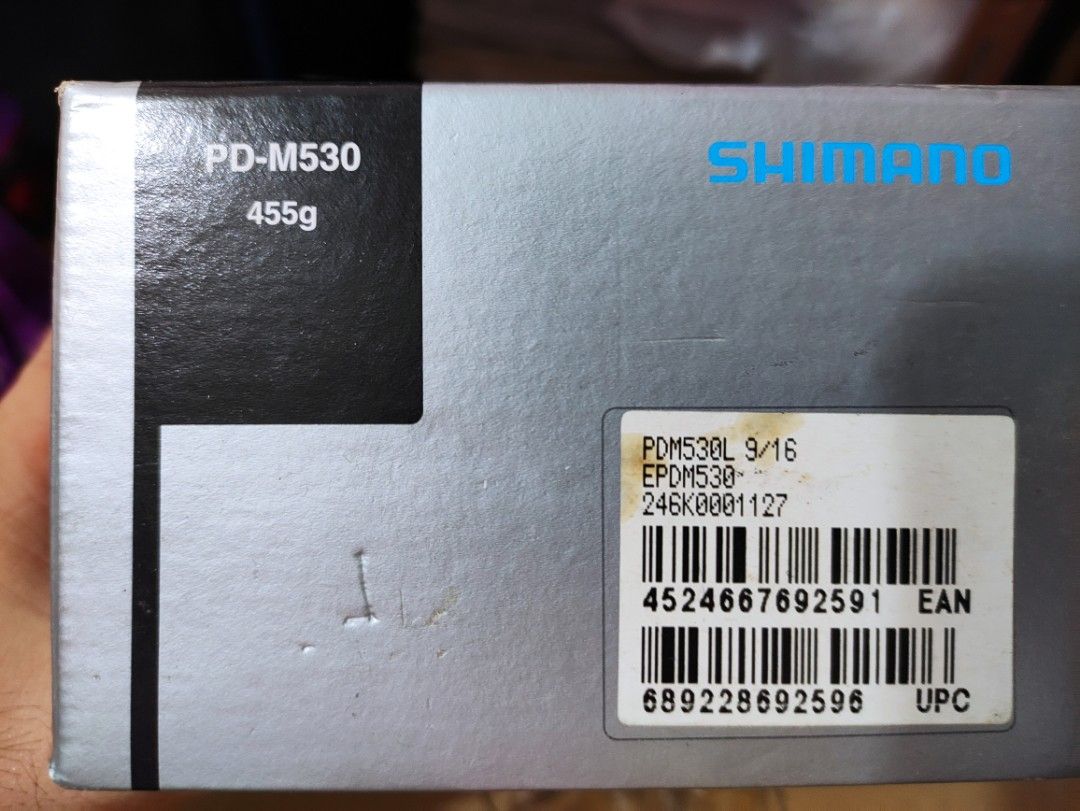 PD-M530
455g
SHIMANO
PDM530L 9/16
EPDM530-
246K0001127
4524667692591 EAN
689228692596 UPC